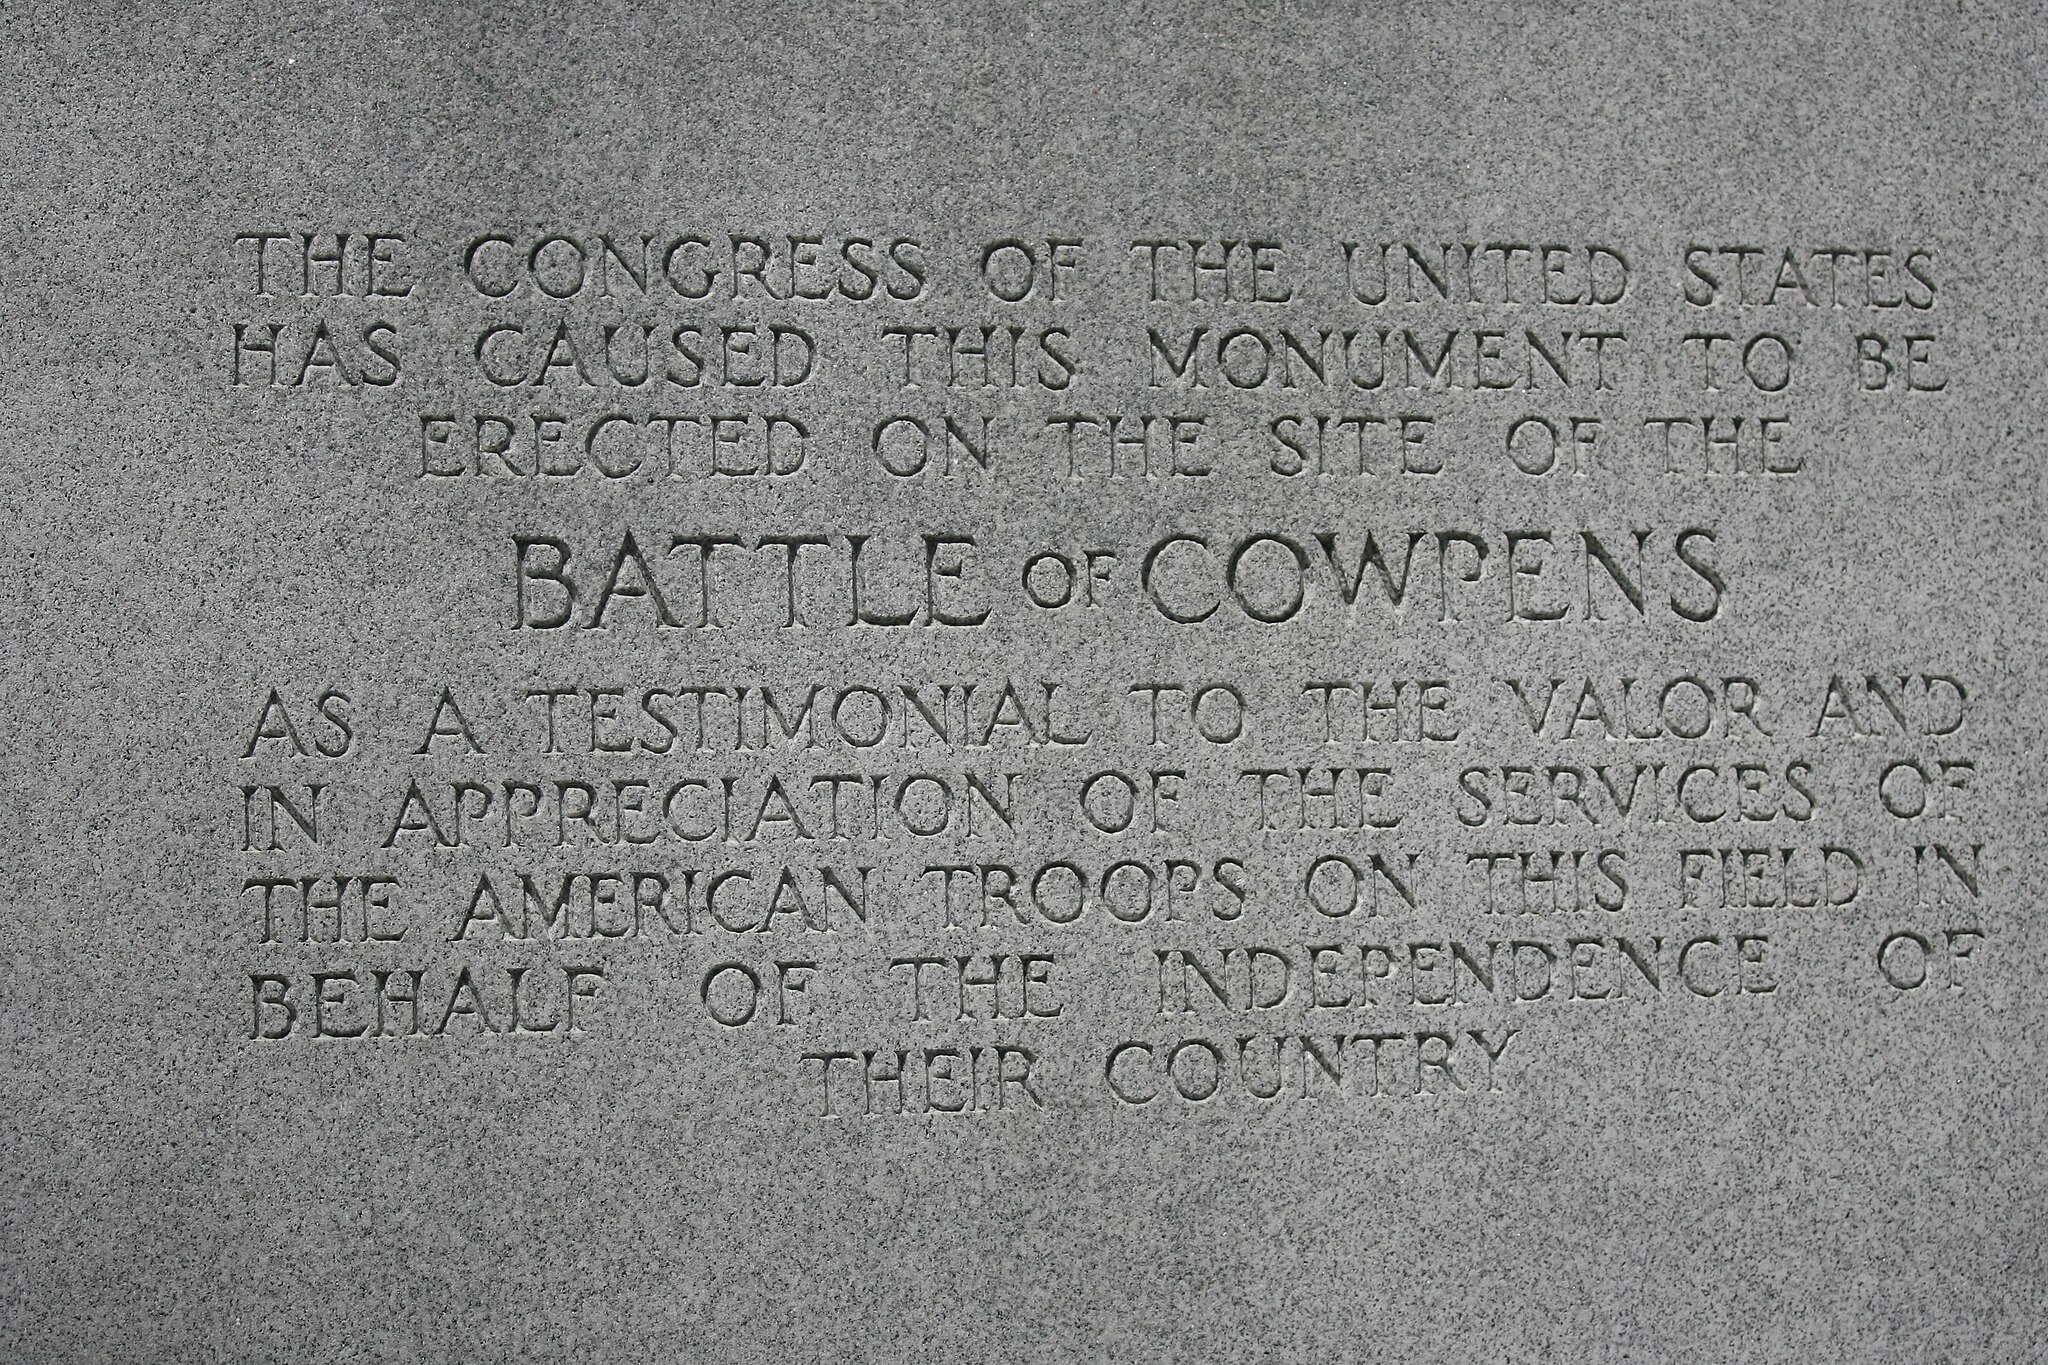 THE CONGRESS OF THE UNITED STATES
HAS CAUSED THIS MONUMENT TO BE
ERECTED ON THE SITE OF THE
BATTLE OF COWPENS
AS A TESTIMONIAL TO THE VALOR AND
IN APPRECIATION OF THE SERVICES OF
THE AMERICAN TROOPS ON THIS FIELD IN
BEHALF OF THE INDEPENDENCE OF
THEIR COUNTRY